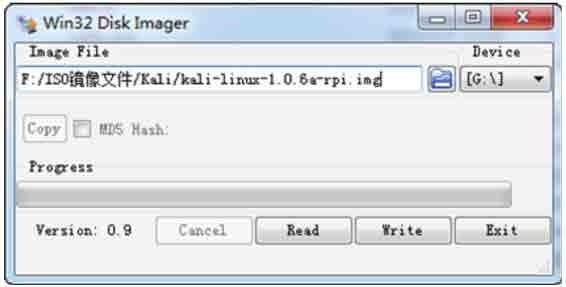 Win32 Disk Imager
Image File
Device
F:/ISO镜像文件/Kali/kali-linux-1.0.6a-rpi.img
[G:\]
Copy
MD5 Hash:
Progress
Version: 0.9
Cancel
Read
Write
Exit